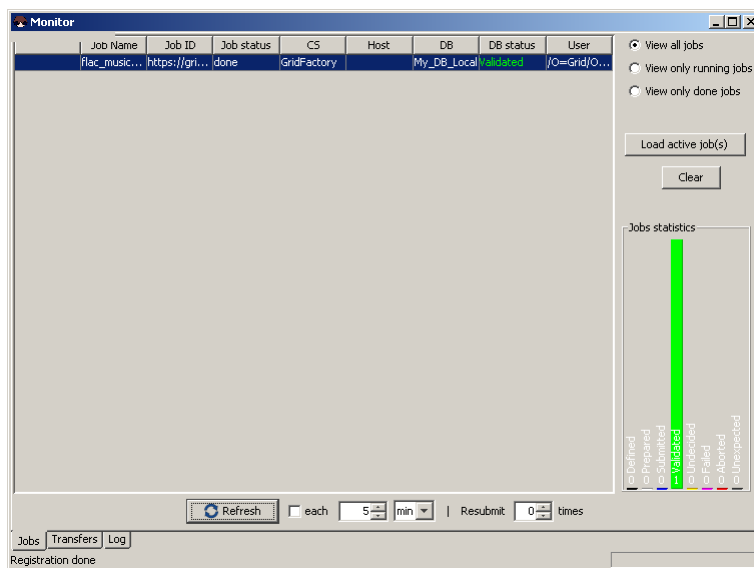 Monitor
Job Name Job ID Job status CS Host DB DB status User
flac_music... https://gri... done GridFactory My_DB_Local Validated /O=Grid/O...
View all jobs
View only running jobs
View only done jobs
Load active job(s)
Clear
Jobs statistics
0 Defined
0 Prepared
0 Submitted
1 Validated
0 Undecided
0 Failed
0 Aborted
0 Unexpected
Refresh each 5 min | Resubmit 0 times
Jobs Transfers Log
Registration done